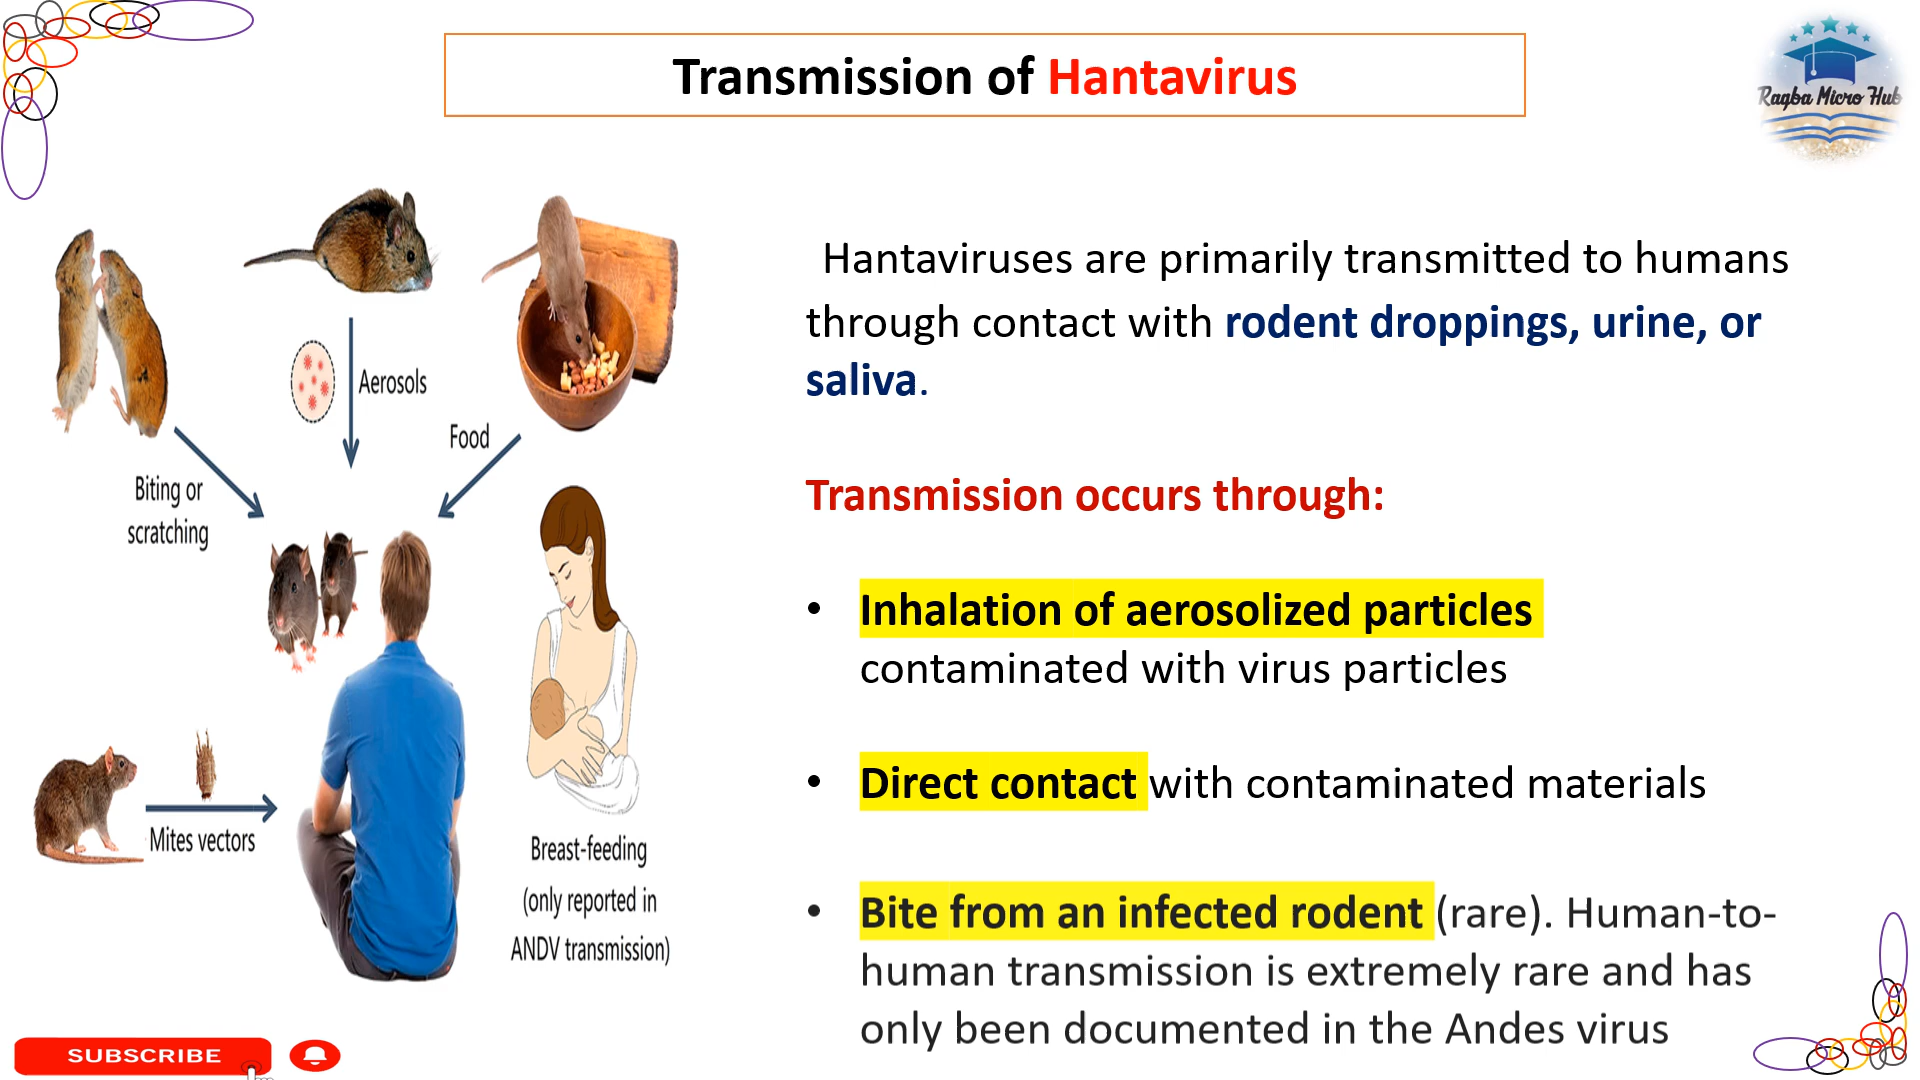 Transmission of Hantavirus
Ragba Micro Hub
Hantaviruses are primarily transmitted to humans
through contact with rodent droppings, urine, or
saliva.
Transmission occurs through:
• Inhalation of aerosolized particles
contaminated with virus particles
• Direct contact with contaminated materials
• Bite from an infected rodent (rare). Human-to-
human transmission is extremely rare and has
only been documented in the Andes virus
Aerosols
Food
Biting or
scratching
Mites vectors
Breast-feeding
(only reported in
ANDV transmission)
SUBSCRIBE